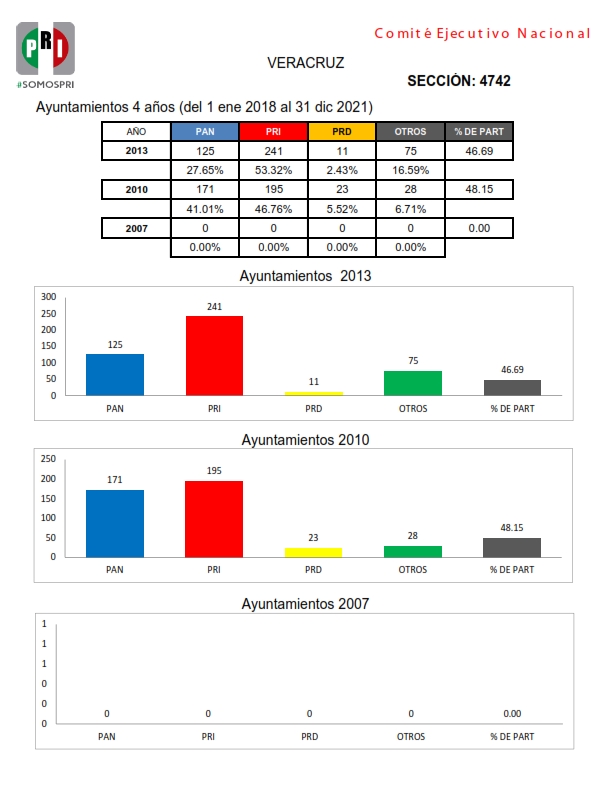 Comité Ejecutivo Nacional
PRI
#SOMOSPRI
VERACRUZ
SECCIÓN: 4742
Ayuntamientos 4 años (del 1 ene 2018 al 31 dic 2021)
AÑO PAN PRI PRD OTROS % DE PART
2013 125 241 11 75 46.69
27.65% 53.32% 2.43% 16.59%
2010 171 195 23 28 48.15
41.01% 46.76% 5.52% 6.71%
2007 0 0 0 0 0.00
0.00% 0.00% 0.00% 0.00%
Ayuntamientos 2013
300
250
200
150
100
50
0
125 241 11 75 46.69
PAN PRI PRD OTROS % DE PART
Ayuntamientos 2010
250
200
150
100
50
0
171 195 23 28 48.15
PAN PRI PRD OTROS % DE PART
Ayuntamientos 2007
1
1
1
0
0
0
0 0 0 0 0.00
PAN PRI PRD OTROS % DE PART